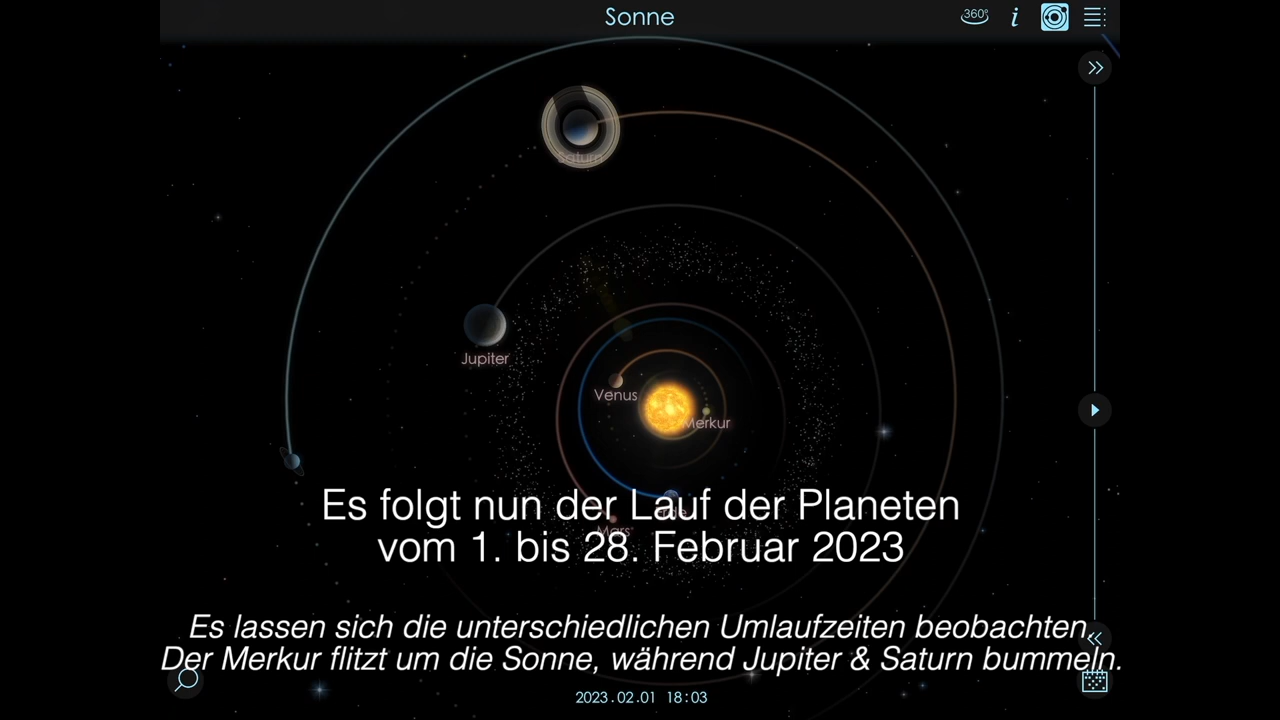 Sonne
360°
i
Saturn
Jupiter
Venus
Merkur
Es folgt nun der Lauf der Planeten
Mars
vom 1. bis 28. Februar 2023
Es lassen sich die unterschiedlichen Umlaufzeiten beobachten.
Der Merkur flitzt um die Sonne, während Jupiter & Saturn bummeln.
2023.02.01 18:03